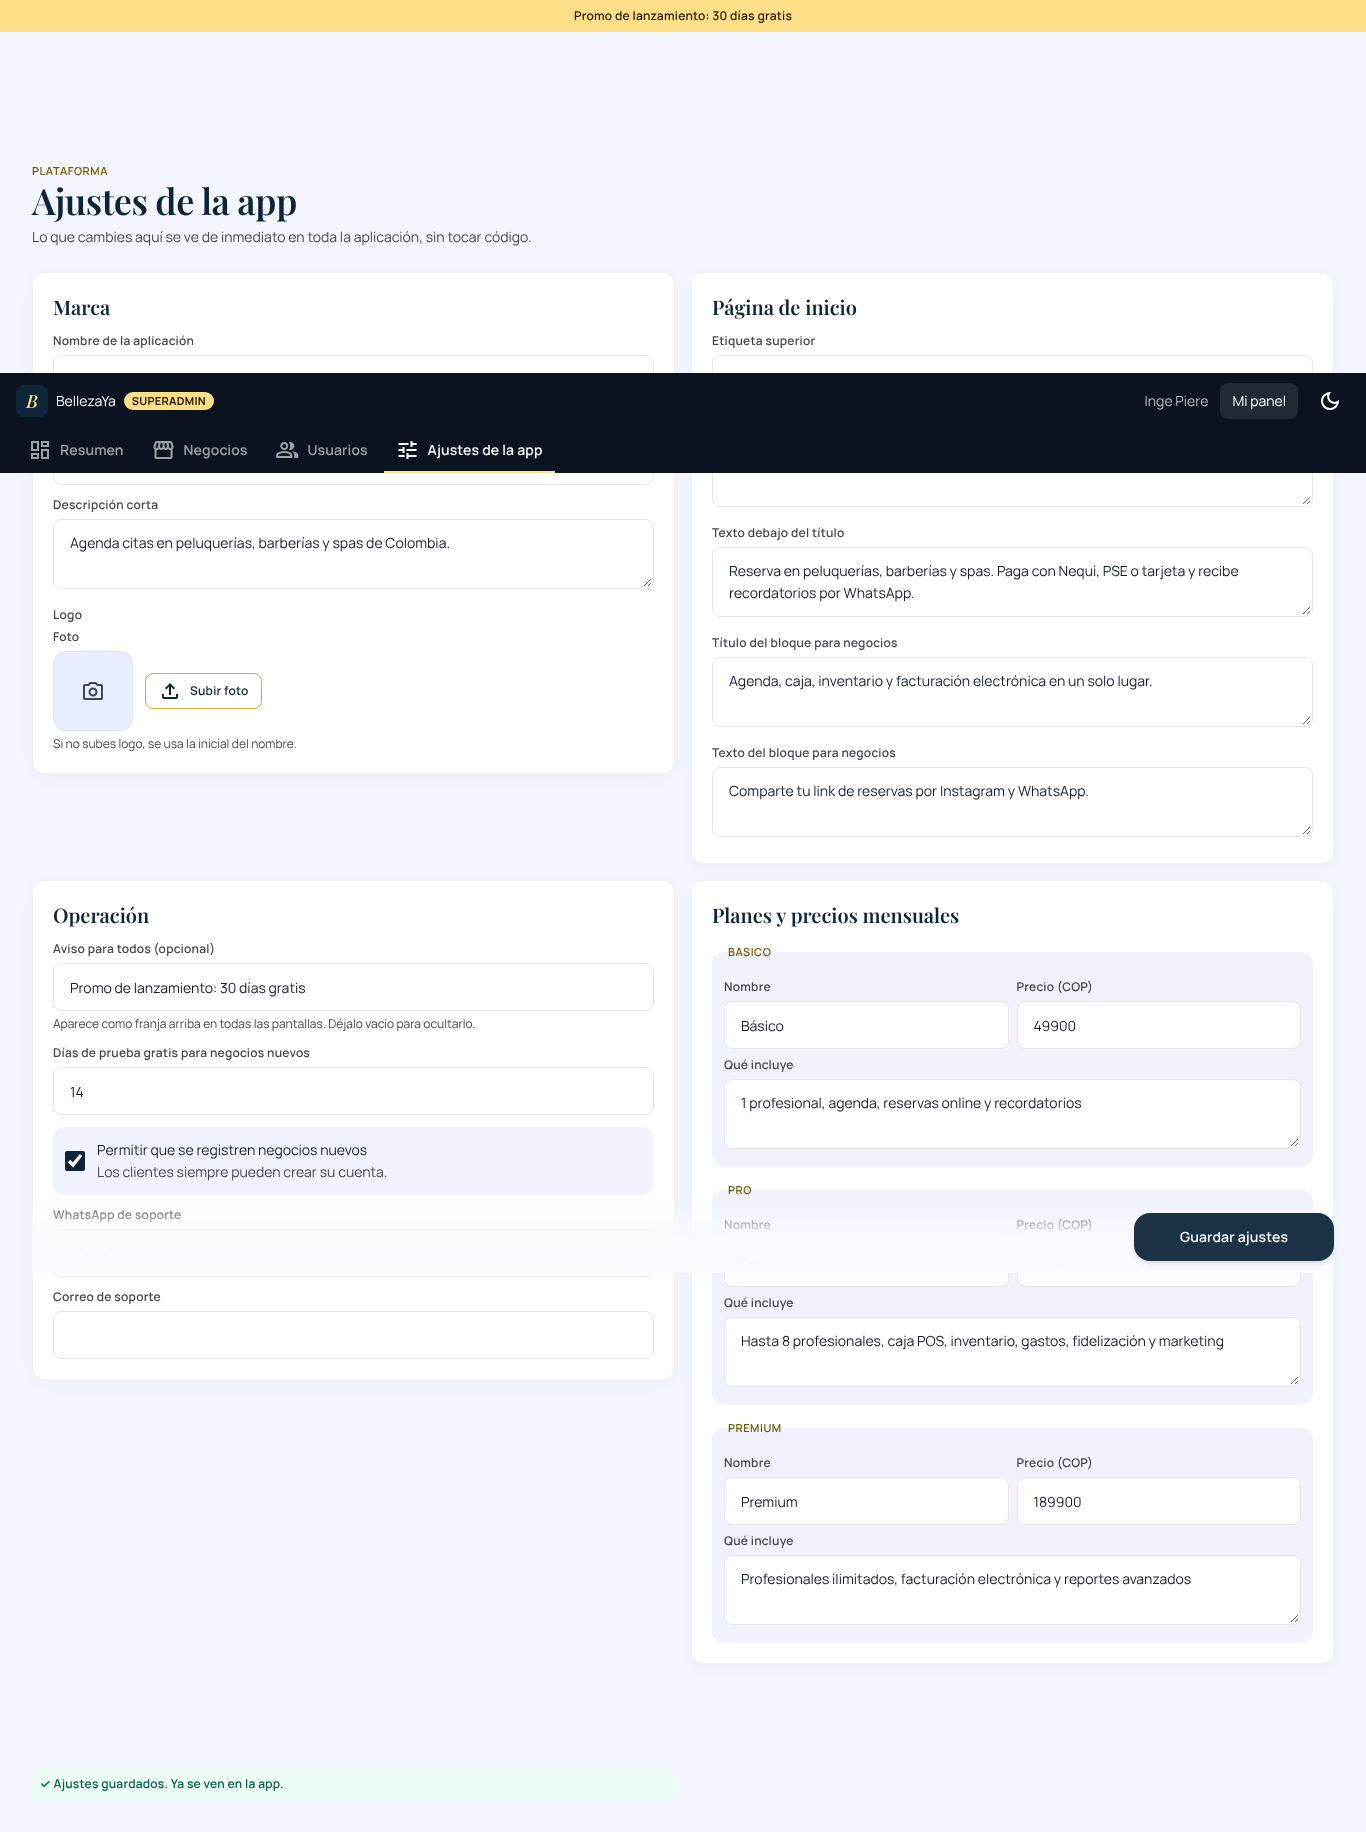 Promo de lanzamiento: 30 días gratis
PLATAFORMA
Ajustes de la app
Lo que cambies aquí se ve de inmediato en toda la aplicación, sin tocar código.
Marca
Nombre de la aplicación
Página de inicio
Etiqueta superior
B
BellezaYa
SUPERADMIN
Inge Piere
Mi panel
Resumen
Negocios
Usuarios
Ajustes de la app
Descripción corta
Agenda citas en peluquerías, barberías y spas de Colombia.
Logo
Foto
Subir foto
Si no subes logo, se usa la inicial del nombre.
Texto debajo del título
Reserva en peluquerías, barberías y spas. Paga con Nequi, PSE o tarjeta y recibe
recordatorios por WhatsApp.
Título del bloque para negocios
Agenda, caja, inventario y facturación electrónica en un solo lugar.
Texto del bloque para negocios
Comparte tu link de reservas por Instagram y WhatsApp.
Operación
Aviso para todos (opcional)
Promo de lanzamiento: 30 días gratis
Aparece como franja arriba en todas las pantallas. Déjalo vacío para ocultarlo.
Días de prueba gratis para negocios nuevos
14
Permitir que se registren negocios nuevos
Los clientes siempre pueden crear su cuenta.
WhatsApp de soporte
Correo de soporte
Planes y precios mensuales
BASICO
Nombre
Precio (COP)
Básico
49900
Qué incluye
1 profesional, agenda, reservas online y recordatorios
PRO
Nombre
Precio (COP)
Guardar ajustes
Qué incluye
Hasta 8 profesionales, caja POS, inventario, gastos, fidelización y marketing
PREMIUM
Nombre
Precio (COP)
Premium
189900
Qué incluye
Profesionales ilimitados, facturación electrónica y reportes avanzados
✓ Ajustes guardados. Ya se ven en la app.